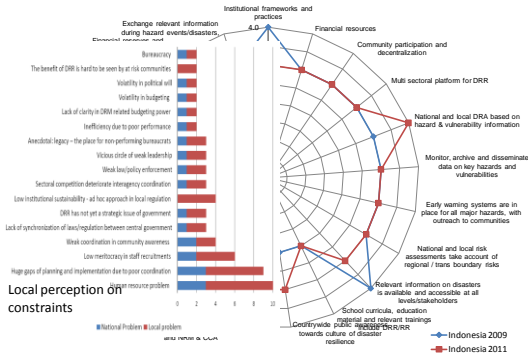 Institutional frameworks and
practices
Exchange relevant information
during hazard events/disasters,
4.0
Financial resources
Community participation and
decentralization
Multi sectoral platform for DRR
National and local DRA based on
hazard & vulnerability information
Monitor, archive and disseminate
data on key hazards and
vulnerabilities
Early warning systems are in
place for all major hazards, with
outreach to communities
National and local risk
assessments take account of
regional / trans boundary risks
Relevant information on disasters
is available and accessible at all
levels/stakeholders
School curricula, education
material and relevant trainings
include DRR/RR
Countrywide public awareness
towards culture of disaster
resilience
Bureaucracy
The benefit of DRR is hard to be seen by at risk communities
Volatility in political will
Volatility in budgeting
Lack of clarity in DRM related budgeting power
Inefficiency due to poor performance
Anecdotal: legacy – the place for non-performing bureaucrats
Vicious circle of weak leadership
Weak law/policy enforcement
Sectoral competition deteriorate interagency coordination
Low institutional sustainability - ad hoc approach in local regulation
DRR has not yet a strategic issue of government
Lack of synchronization of laws/regulation between central government
Weak coordination in community awareness
Low meritocracy in staff recruitments
Huge gaps of planning and implementation due to poor coordination
Human resource problem
0 2 4 6 8 10
National Problem Local problem
Local perception on
constraints
Indonesia 2009
Indonesia 2011